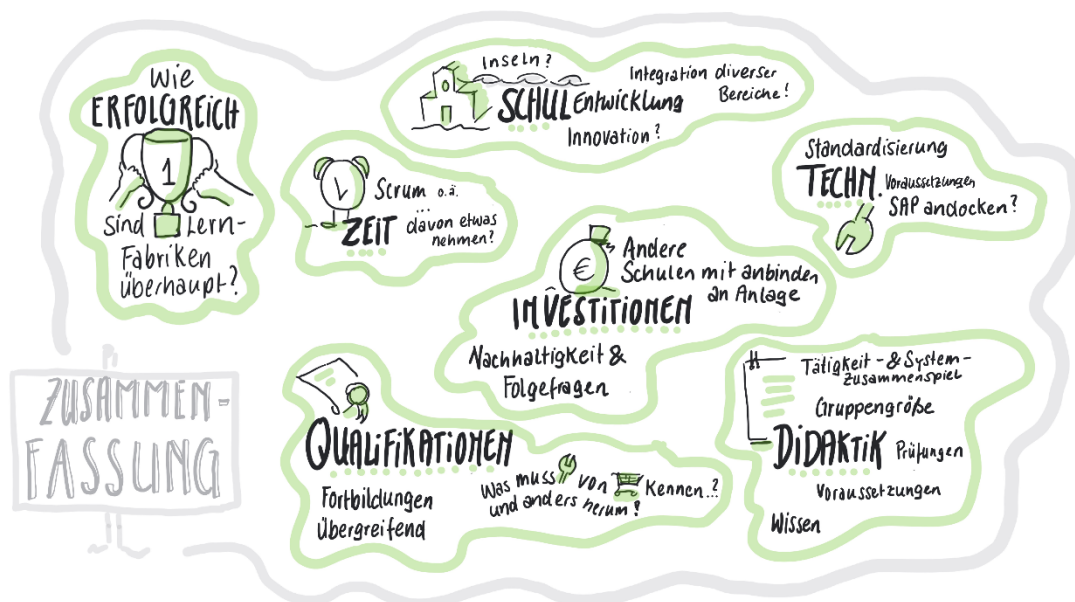 Wie
ERFOLGREICH
1
Sind Lern-
Fabriken
überhaupt?
Inseln?
Integration diverser
Bereiche!
SCHULEntwicklung
Innovation?
Scrum o.ä.
...
ZEIT davon etwas
nehmen?
Standardisierung
TECHN. Voraussetzungen
SAP andocken?
€
Andere
Schulen mit anbinden
an Anlage
INVESTITIONEN
Nachhaltigkeit &
Folgefragen
ZUSAMMEN-
FASSUNG
QUALIFIKATIONEN
Fortbildungen
Übergreifend
Was muss von Kennen..?
und anders herum!
Tätigkeit- & System-
Zusammenspiel
Gruppengröße
DIDAKTIK Prüfungen
Voraussetzungen
Wissen